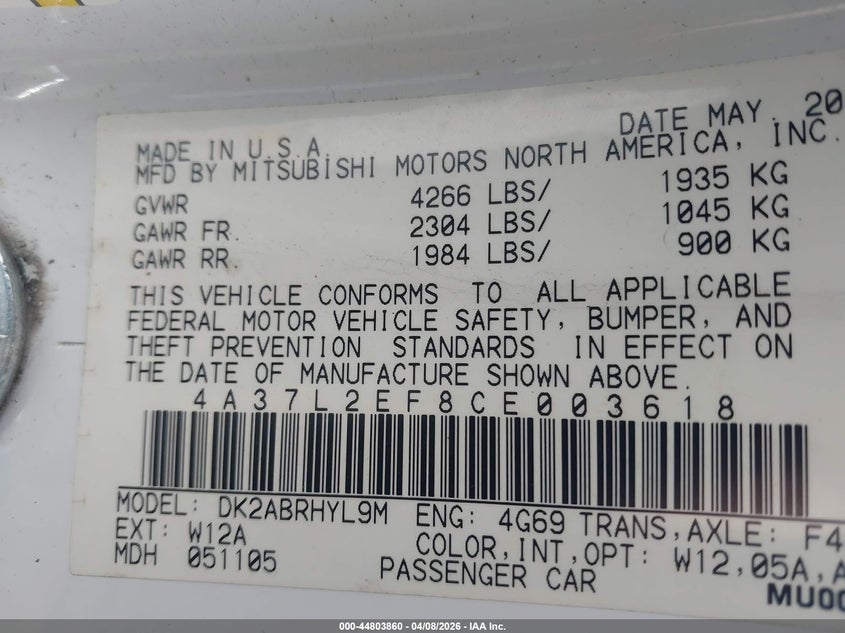 DATE MAY. 20
MADE IN U.S.A.
MFD BY MITSUBISHI MOTORS NORTH AMERICA, INC.
GVWR 4266 LBS/ 1935 KG
GAWR FR. 2304 LBS/ 1045 KG
GAWR RR. 1984 LBS/ 900 KG
THIS VEHICLE CONFORMS TO ALL APPLICABLE
FEDERAL MOTOR VEHICLE SAFETY, BUMPER, AND
THEFT PREVENTION STANDARDS IN EFFECT ON
THE DATE OF MANUFACTURE SHOWN ABOVE.
4A37L2EF8CE003618
MODEL: DK2ABRHYL9M ENG: 4G69 TRANS,AXLE: F4
EXT: W12A COLOR,INT,OPT: W12,05A,A
MDH 051105 PASSENGER CAR
MU00
000-44803860 | 04/08/2026 - IAA Inc.